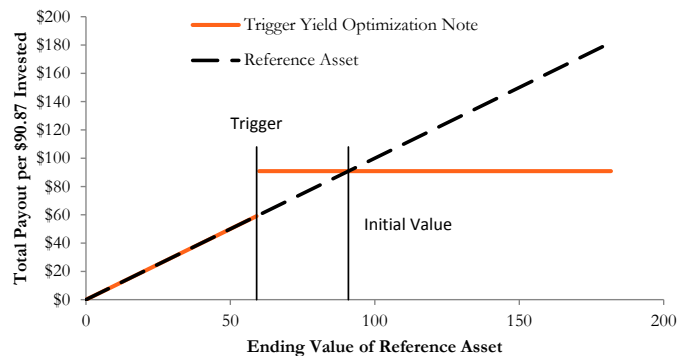 $200
$180
$160
$140
$120
$100
$80
$60
$40
$20
$0
Total Payout per $90.87 Invested
Trigger Yield Optimization Note
Reference Asset
Trigger
Initial Value
0
50
100
150
200
Ending Value of Reference Asset